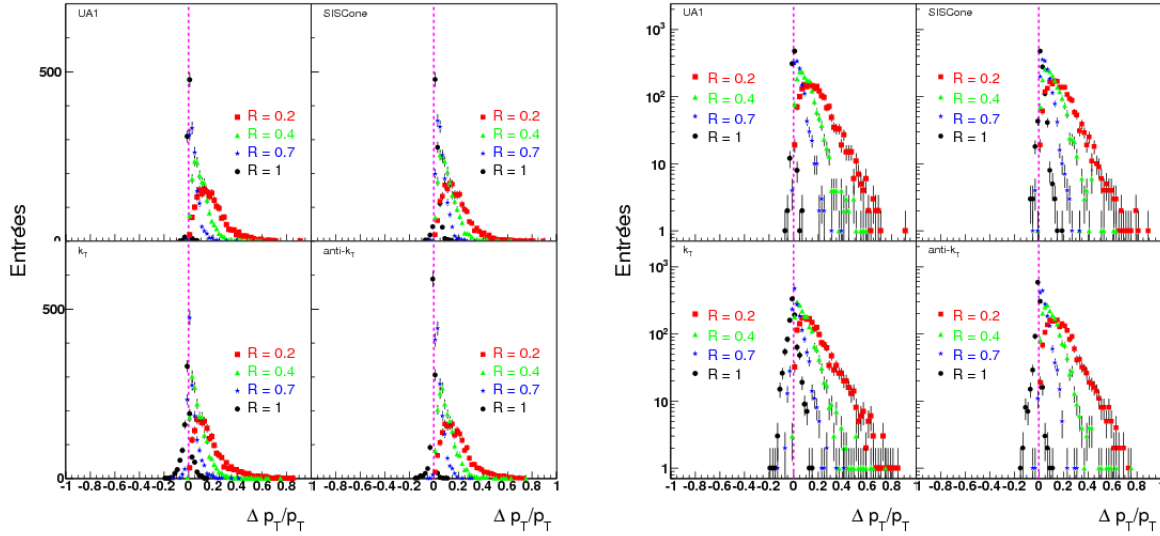 UA1
SISCone
500
R = 0.2
R = 0.4
R = 0.7
R = 1
R = 0.2
R = 0.4
R = 0.7
R = 1
Entrées
0
k_T
anti-k_T
500
R = 0.2
R = 0.4
R = 0.7
R = 1
R = 0.2
R = 0.4
R = 0.7
R = 1
0
-1 -0.8 -0.6 -0.4 -0.2 0 0.2 0.4 0.6 0.8 1 -0.8 -0.6 -0.4 -0.2 0 0.2 0.4 0.6 0.8 1
Δ p_T/p_T
Δ p_T/p_T
UA1
SISCone
10^3
R = 0.2
R = 0.4
R = 0.7
R = 1
R = 0.2
R = 0.4
R = 0.7
R = 1
10^2
10
1
Entrées
k_T
anti-k_T
10^3
R = 0.2
R = 0.4
R = 0.7
R = 1
R = 0.2
R = 0.4
R = 0.7
R = 1
10^2
10
1
-1 -0.8 -0.6 -0.4 -0.2 0 0.2 0.4 0.6 0.8 1 -0.8 -0.6 -0.4 -0.2 0 0.2 0.4 0.6 0.8 1
Δ p_T/p_T
Δ p_T/p_T